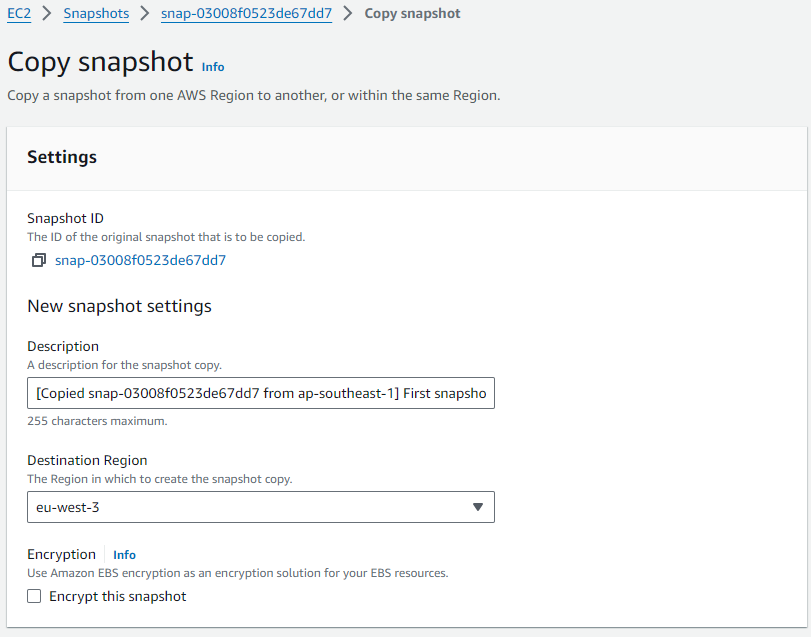 EC2 > Snapshots > snap-03008f0523de67dd7 > Copy snapshot
Copy snapshot Info
Copy a snapshot from one AWS Region to another, or within the same Region.
Settings
Snapshot ID
The ID of the original snapshot that is to be copied.
snap-03008f0523de67dd7
New snapshot settings
Description
A description for the snapshot copy.
[Copied snap-03008f0523de67dd7 from ap-southeast-1] First snapsho
255 characters maximum.
Destination Region
The Region in which to create the snapshot copy.
eu-west-3
Encryption Info
Use Amazon EBS encryption as an encryption solution for your EBS resources.
Encrypt this snapshot